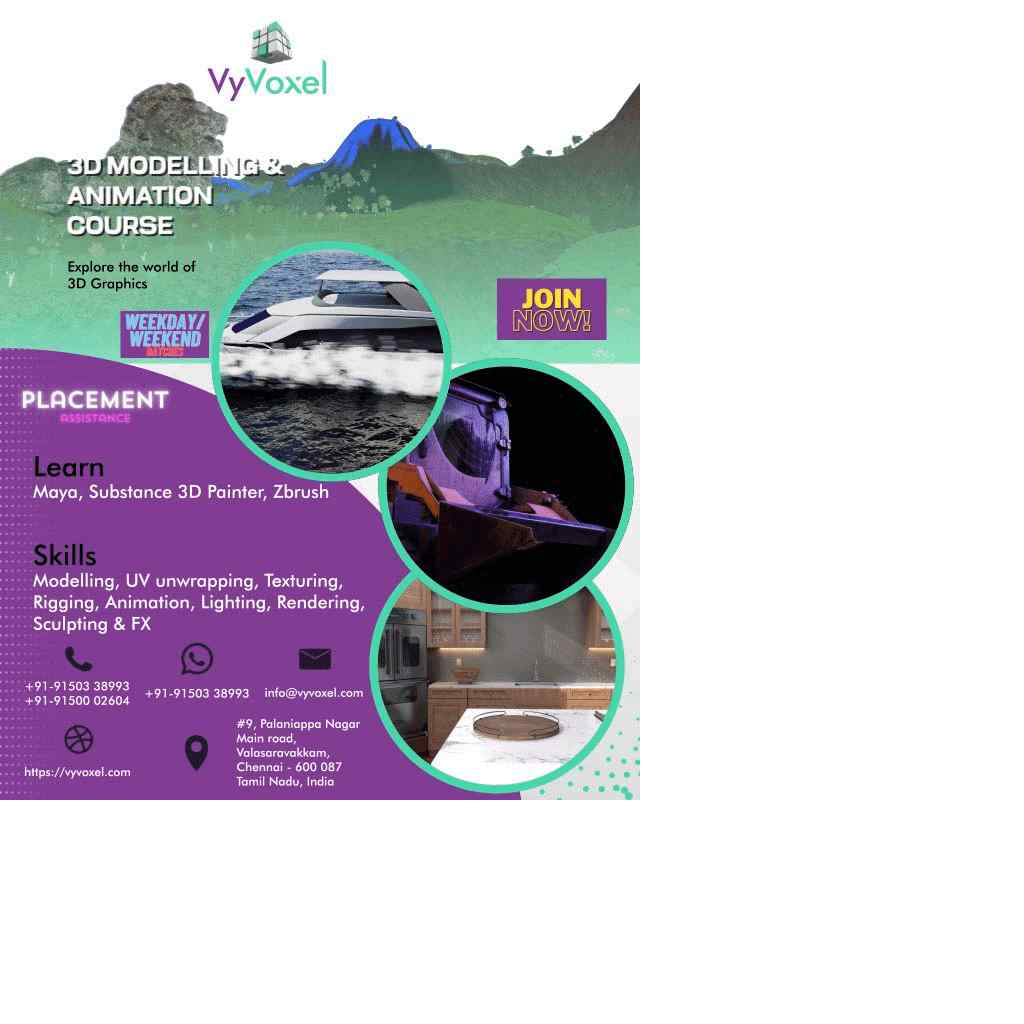 VyVoxel
3D MODELLING &
ANIMATION
COURSE
Explore the world of
3D Graphics
JOIN
NOW!
WEEKDAY/
WEEKEND
BATCHES
PLACEMENT
ASSISTANCE
Learn
Maya, Substance 3D Painter, Zbrush
Skills
Modelling, UV unwrapping, Texturing,
Rigging, Animation, Lighting, Rendering,
Sculpting & FX
+91-91503 38993
+91-91500 02604
+91-91503 38993
info@vyvoxel.com
https://vyvoxel.com
#9, Palaniappa Nagar
Main road,
Valasaravakkam,
Chennai - 600 087
Tamil Nadu, India